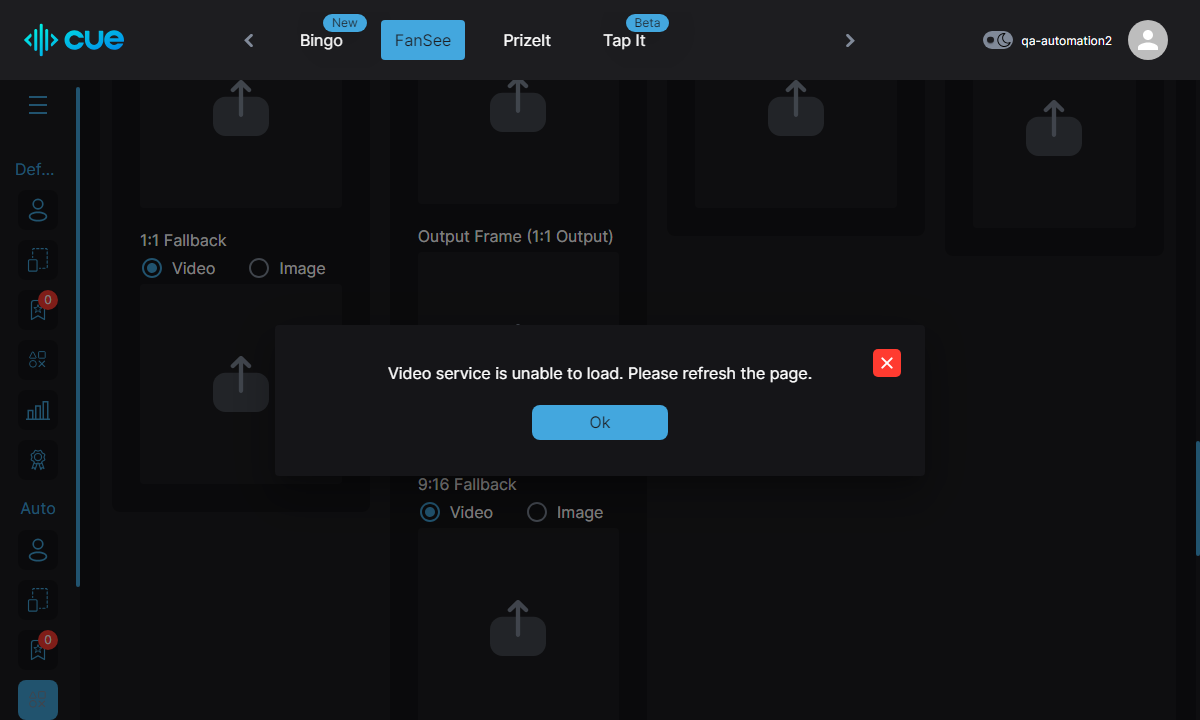 cue
New
Bingo
FanSee
PrizeIt
Beta
Tap It
qa-automation2
Def...
0
Auto
0
1:1 Fallback
Video
Image
Output Frame (1:1 Output)
Video service is unable to load. Please refresh the page.
Ok
9:16 Fallback
Video
Image